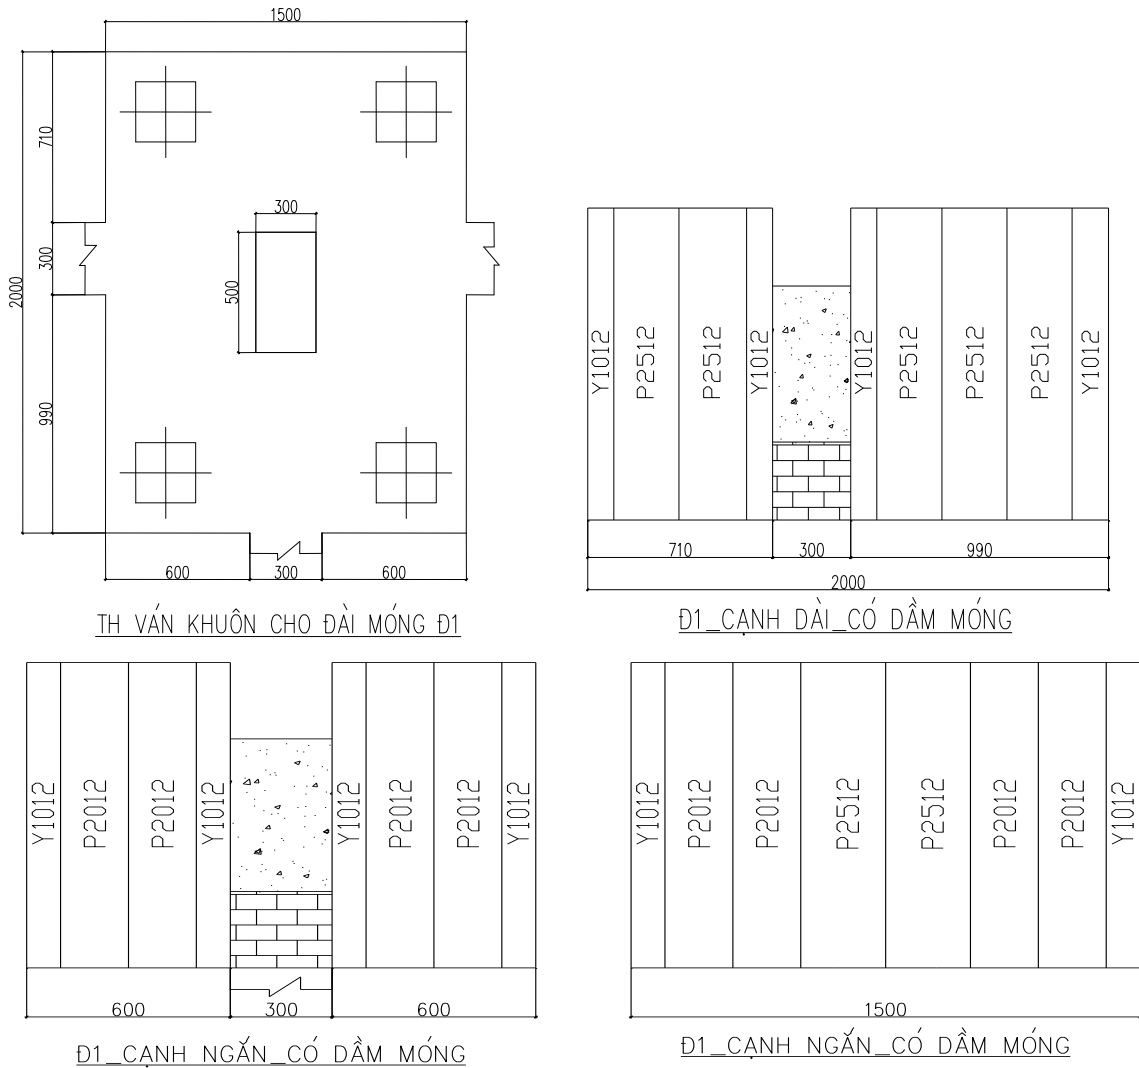 1500
710
300
300
2000
500
990
600
300
600
TH VÁN KHUÔN CHO ĐÀI MÓNG Đ1
Y1012
P2512
P2512
Y1012
Y1012
P2512
P2512
P2512
Y1012
710
300
990
2000
Đ1_CẠNH DÀI_CÓ DẦM MÓNG
Y1012
P2012
P2012
Y1012
Y1012
P2012
P2012
Y1012
600
300
600
Đ1_CẠNH NGẮN_CÓ DẦM MÓNG
Y1012
P2012
P2012
P2512
P2512
P2012
P2012
Y1012
1500
Đ1_CẠNH NGẮN_CÓ DẦM MÓNG